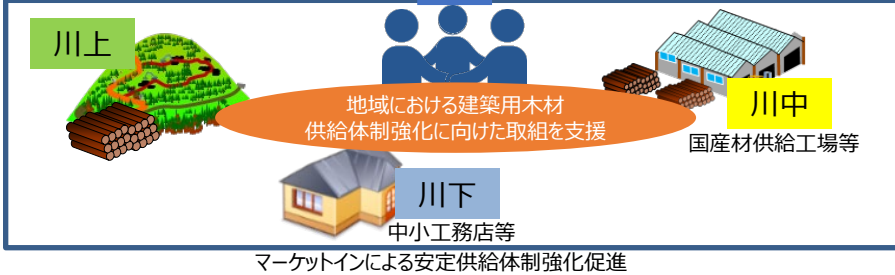 川上
地域における建築用木材
供給体制強化に向けた取組を支援
川中
国産材供給工場等
川下
中小工務店等
マーケットインによる安定供給体制強化促進